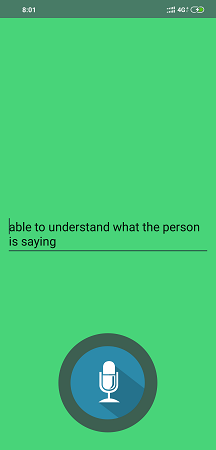 8:01
4G
able to understand what the person
is saying